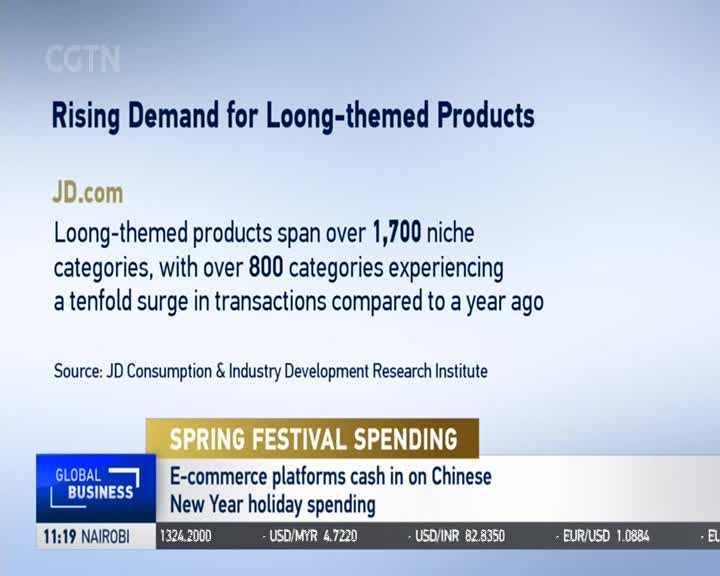 CGTN
Rising Demand for Loong-themed Products
JD.com
Loong-themed products span over 1,700 niche
categories, with over 800 categories experiencing
a tenfold surge in transactions compared to a year ago
Source: JD Consumption & Industry Development Research Institute
SPRING FESTIVAL SPENDING
GLOBAL
BUSINESS
E-commerce platforms cash in on Chinese
New Year holiday spending
11:19 NAIROBI
1324.2000 - USD/MYR 4.7220 - USD/INR 82.8350 - EUR/USD 1.0884 - EU